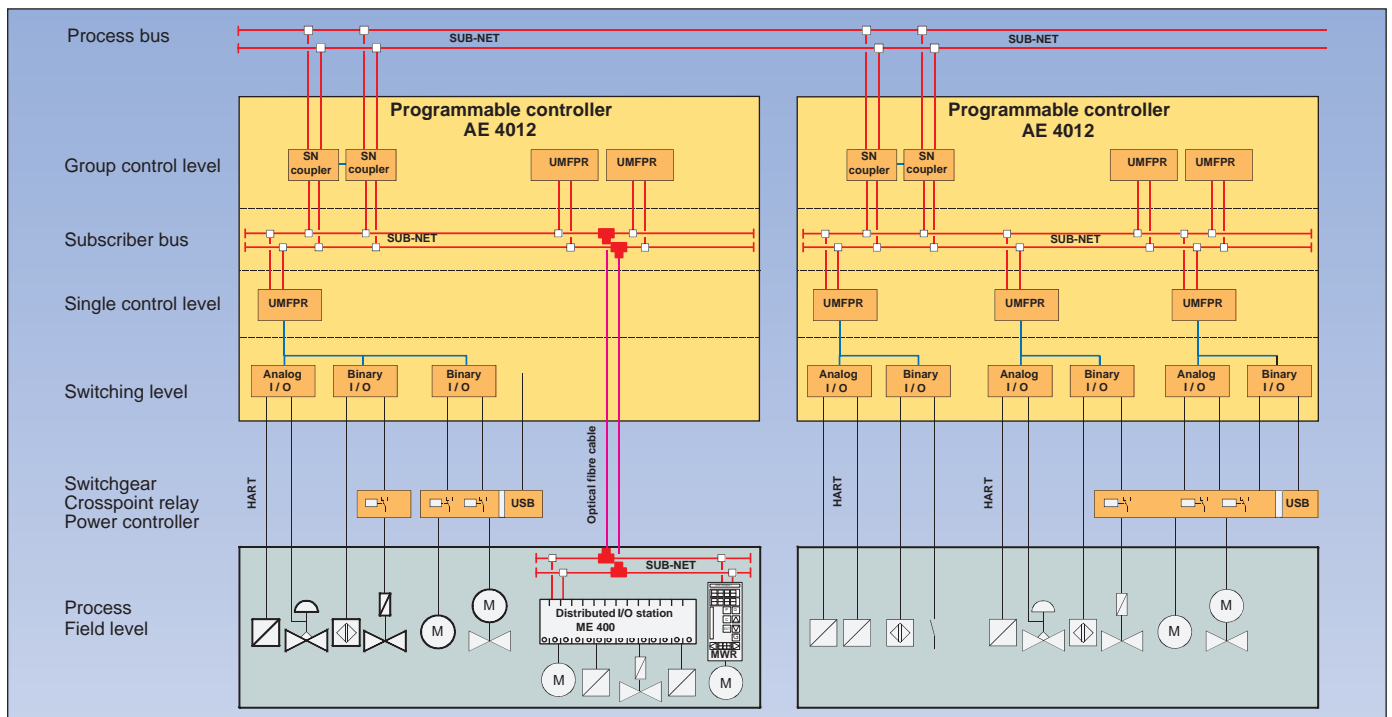 Process bus
SUB-NET
SUB-NET
Programmable controller
AE 4012
Programmable controller
AE 4012
Group control level
SN
coupler
SN
coupler
UMFPR
UMFPR
SN
coupler
SN
coupler
UMFPR
UMFPR
Subscriber bus
SUB-NET
SUB-NET
Single control level
UMFPR
UMFPR
UMFPR
UMFPR
Switching level
Analog
I / O
Binary
I / O
Binary
I / O
Analog
I / O
Binary
I / O
Analog
I / O
Binary
I / O
Analog
I / O
Binary
I / O
Switchgear
Crosspoint relay
Power controller
HART
USB
Optical fibre cable
HART
HART
USB
Process
Field level
SUB-NET
Distributed I/O station
ME 400
MWR
M
M
M
M
M
M